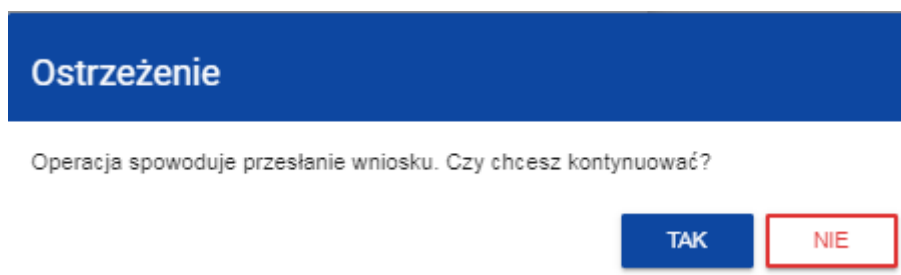 Ostrzeżenie
Operacja spowoduje przesłanie wniosku. Czy chcesz kontynuować?
TAK NIE